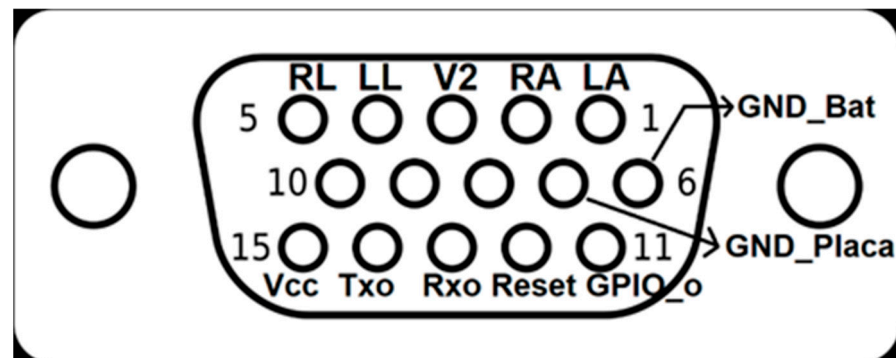 RL LL V2 RA LA
5 1
GND_Bat
10 6
GND_Placa
15 11
Vcc Txo Rxo Reset GPIO_o